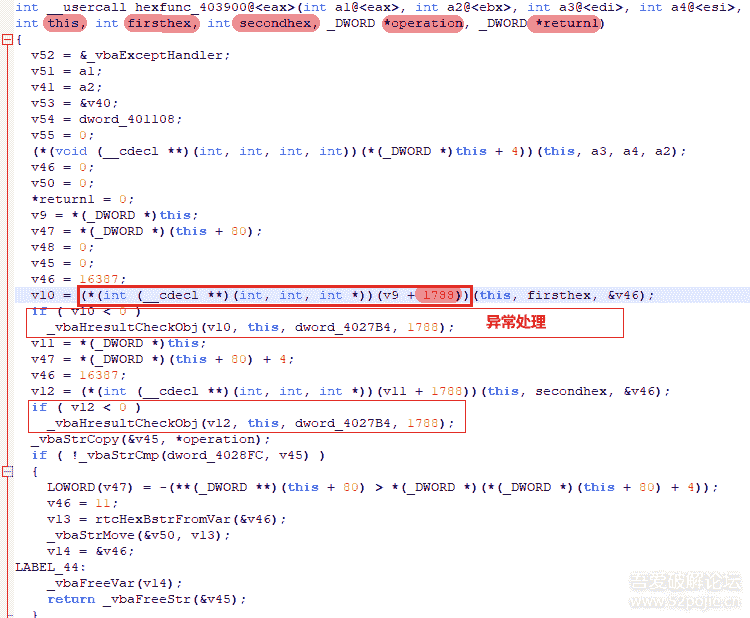 int __usercall hexfunc_403900@<eax>(int a1@<eax>, int a2@<ebx>, int a3@<edi>, int a4@<esi>,
int this, int firsthex, int secondhex, _DWORD *operation, _DWORD *return1)
{
v52 = &_vbaExceptHandler;
v51 = a1;
v41 = a2;
v53 = &v40;
v54 = dword_401108;
v55 = 0;
(*(void (__cdecl **)(int, int, int, int))(*(_DWORD *)this + 4))(this, a3, a4, a2);
v46 = 0;
v50 = 0;
*return1 = 0;
v9 = *(_DWORD *)this;
v47 = *(_DWORD *)(this + 80);
v48 = 0;
v45 = 0;
v46 = 16387;
v10 = (*(int (__cdecl **)(int, int, int *))(v9 + 1788))(this, firsthex, &v46);
if ( v10 < 0 )
_vbaHresultCheckObj(v10, this, dword_4027B4, 1788);
异常处理
v11 = *(_DWORD *)this;
v47 = *(_DWORD *)(this + 80) + 4;
v46 = 16387;
v12 = (*(int (__cdecl **)(int, int, int *))(v11 + 1788))(this, secondhex, &v46);
if ( v12 < 0 )
_vbaHresultCheckObj(v12, this, dword_4027B4, 1788);
_vbaStrCopy(&v45, *operation);
if ( !_vbaStrCmp(dword_4028FC, v45) )
{
LOWORD(v47) = -(**(_DWORD **)(this + 80) > *(_DWORD *)(*(_DWORD *)(this + 80) + 4));
v46 = 11;
v13 = rtcHexBstrFromVar(&v46);
_vbaStrMove(&v50, v13);
v14 = &v46;
LABEL_44:
_vbaFreeVar(v14);
return _vbaFreeStr(&v45);
}
吾爱破解论坛
www.52pojie.cn